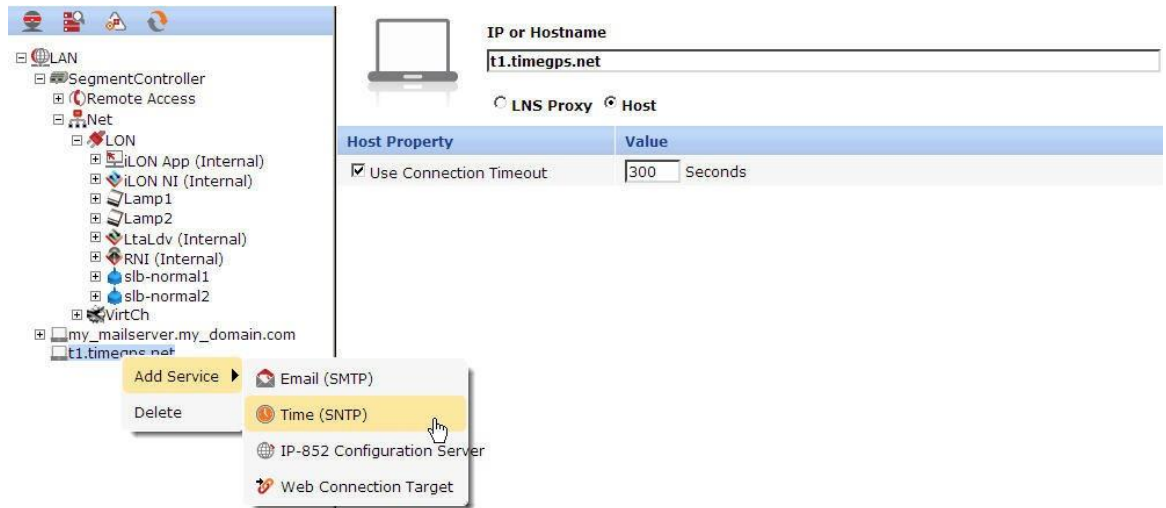 LAN
SegmentController
Remote Access
Net
LON
iLON App (Internal)
iLON NI (Internal)
Lamp1
Lamp2
LtaLdv (Internal)
RNI (Internal)
slb-normal1
slb-normal2
VirtCh
my_mailserver.my_domain.com
t1.timegps.net
Add Service
Delete
Email (SMTP)
Time (SNTP)
IP-852 Configuration Server
Web Connection Target
IP or Hostname
t1.timegps.net
LNS Proxy Host
Host Property Value
Use Connection Timeout 300 Seconds